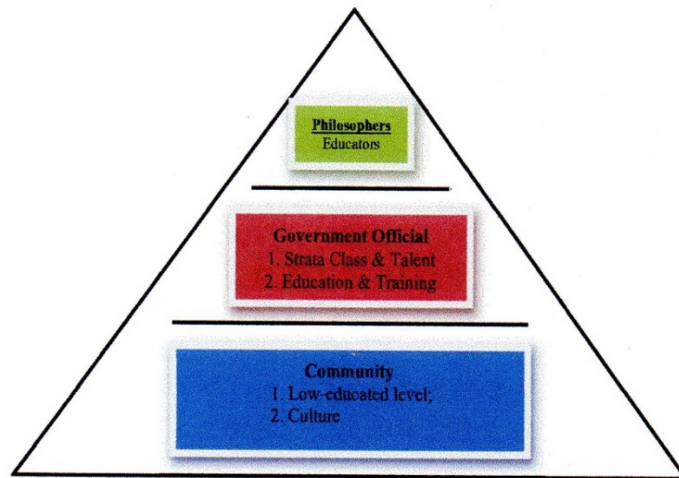 Philosophers
Educators
Government Official
1. Strata Class & Talent
2. Education & Training
Community
1. Low-educated level;
2. Culture